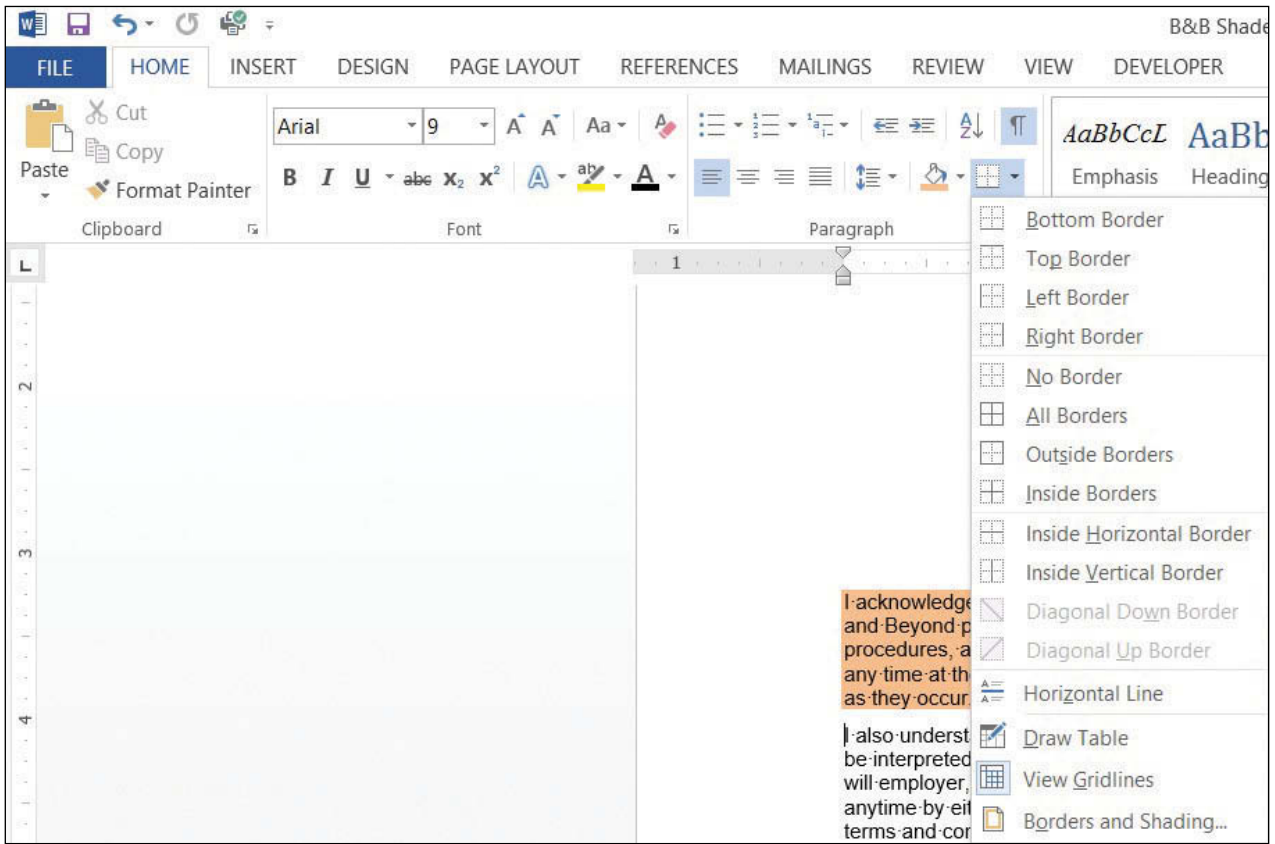 B&B Shade
FILE HOME INSERT DESIGN PAGE LAYOUT REFERENCES MAILINGS REVIEW VIEW DEVELOPER
Cut
Copy
Paste
Format Painter
Clipboard
Arial 9
Font
Paragraph
AaBbCcL AaBb
Emphasis Heading
1
2
3
4
Bottom Border
Top Border
Left Border
Right Border
No Border
All Borders
Outside Borders
Inside Borders
Inside Horizontal Border
Inside Vertical Border
Diagonal Down Border
Diagonal Up Border
Horizontal Line
Draw Table
View Gridlines
Borders and Shading...
I·acknowledge
and·Beyond·p
procedures,·a
any·time·at·th
as·they·occur.
I·also·underst
be·interpreted
will·employer,
anytime·by·eit
terms·and·cor